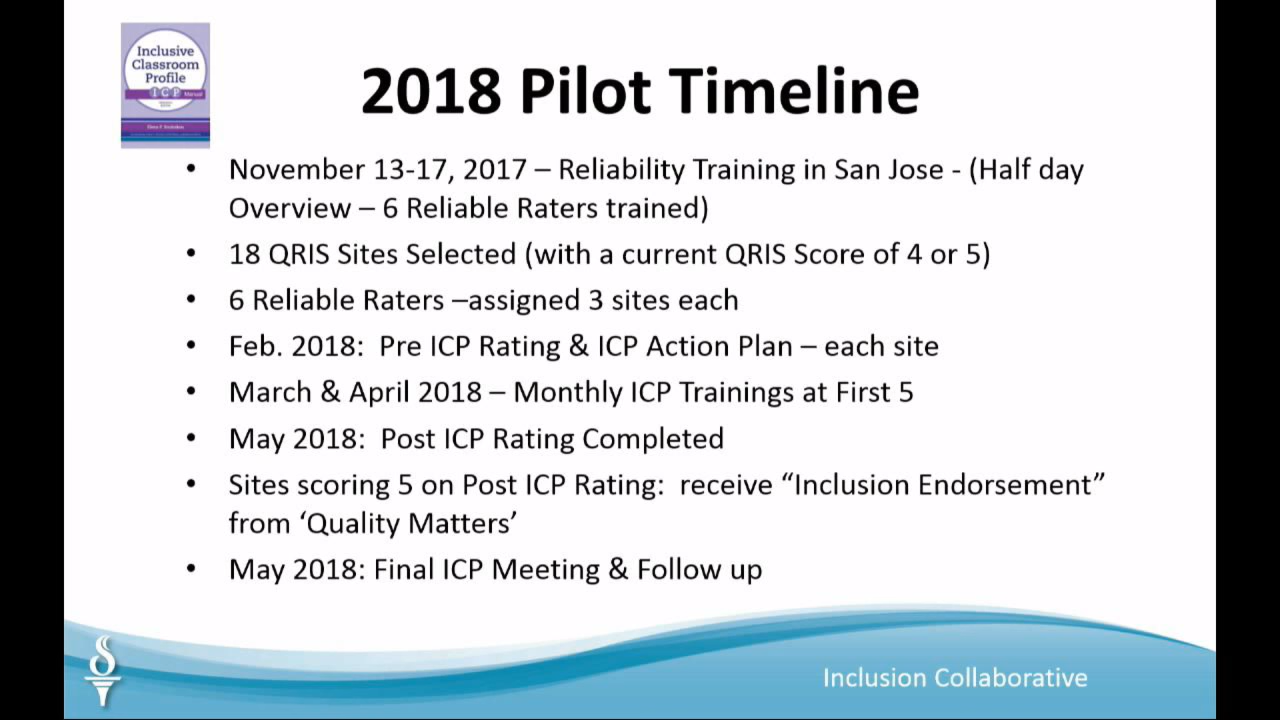 Inclusive
Classroom
Profile
ICP Manual
2018 Pilot Timeline
• November 13-17, 2017 – Reliability Training in San Jose - (Half day
Overview – 6 Reliable Raters trained)
• 18 QRIS Sites Selected (with a current QRIS Score of 4 or 5)
• 6 Reliable Raters –assigned 3 sites each
• Feb. 2018:  Pre ICP Rating & ICP Action Plan – each site
• March & April 2018 – Monthly ICP Trainings at First 5
• May 2018:  Post ICP Rating Completed
• Sites scoring 5 on Post ICP Rating:  receive “Inclusion Endorsement”
from ‘Quality Matters’
• May 2018: Final ICP Meeting & Follow up
Inclusion Collaborative